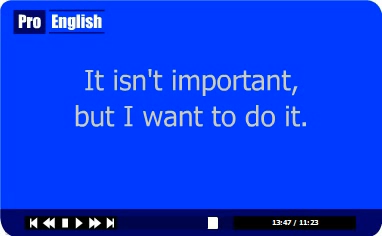 Pro English
It isn't important,
but I want to do it.
13:47 / 11:23